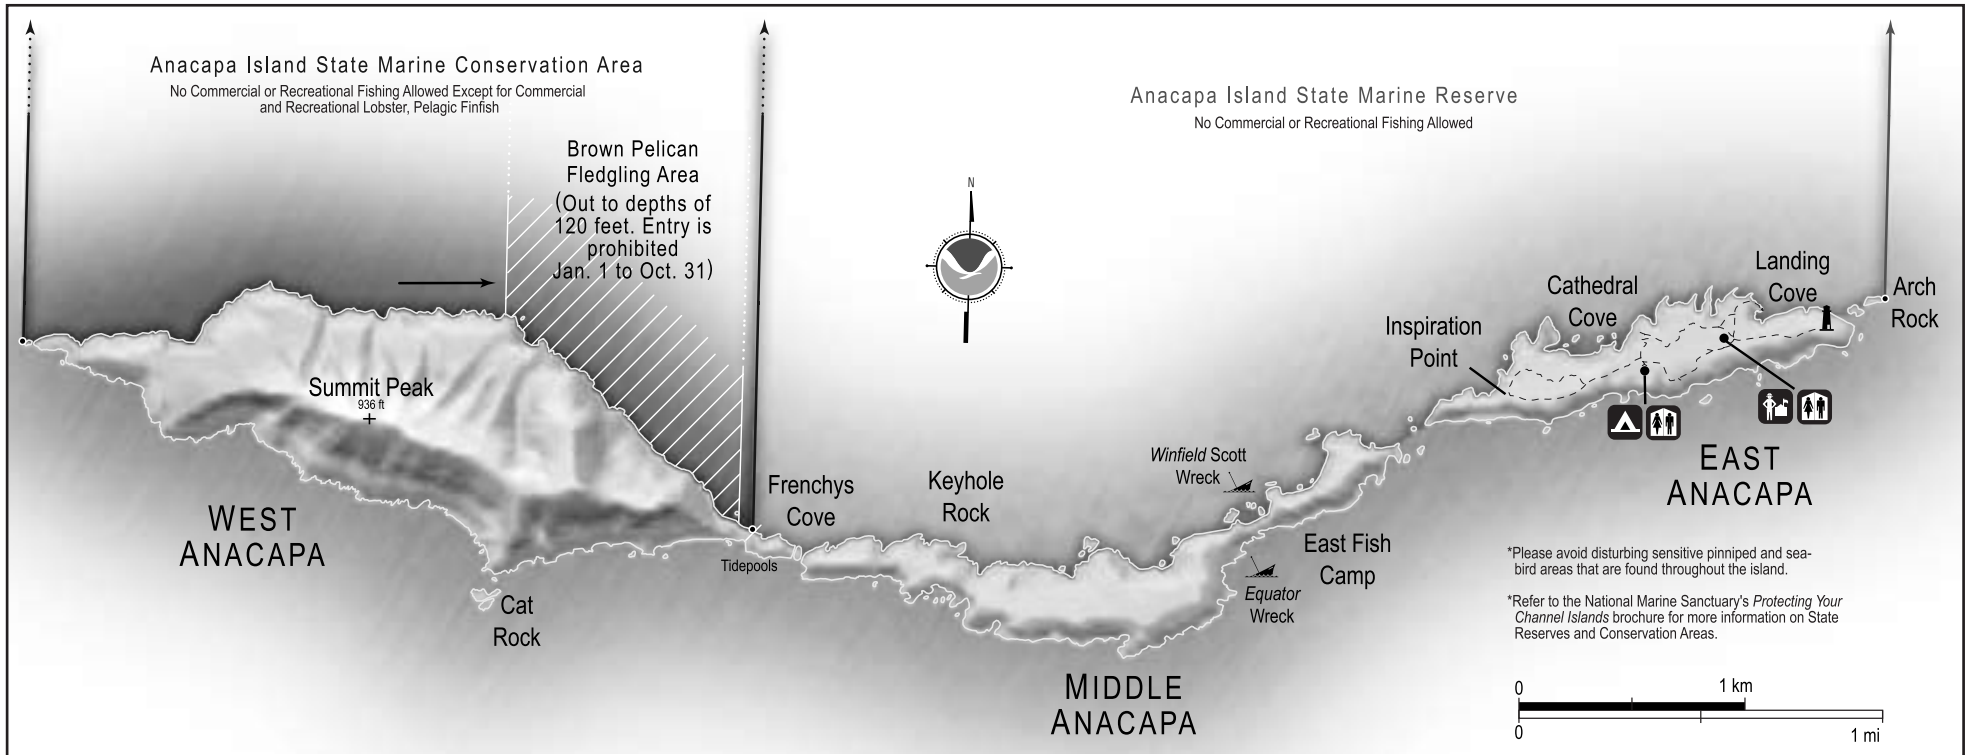 Anacapa Island State Marine Conservation Area
No Commercial or Recreational Fishing Allowed Except for Commercial
and Recreational Lobster, Pelagic Finfish
Brown Pelican
Fledgling Area
(Out to depths of
120 feet. Entry is
prohibited
Jan. 1 to Oct. 31)
Anacapa Island State Marine Reserve
No Commercial or Recreational Fishing Allowed
N
Summit Peak
936 ft
WEST
ANACAPA
Cat
Rock
Frenchys
Cove
Tidepools
Keyhole
Rock
Winfield Scott
Wreck
East Fish
Camp
Equator
Wreck
MIDDLE
ANACAPA
Inspiration
Point
Cathedral
Cove
Landing
Cove
Arch
Rock
EAST
ANACAPA
*Please avoid disturbing sensitive pinniped and sea-
bird areas that are found throughout the island.
*Refer to the National Marine Sanctuary's Protecting Your
Channel Islands brochure for more information on State
Reserves and Conservation Areas.
0 1 km
0 1 mi